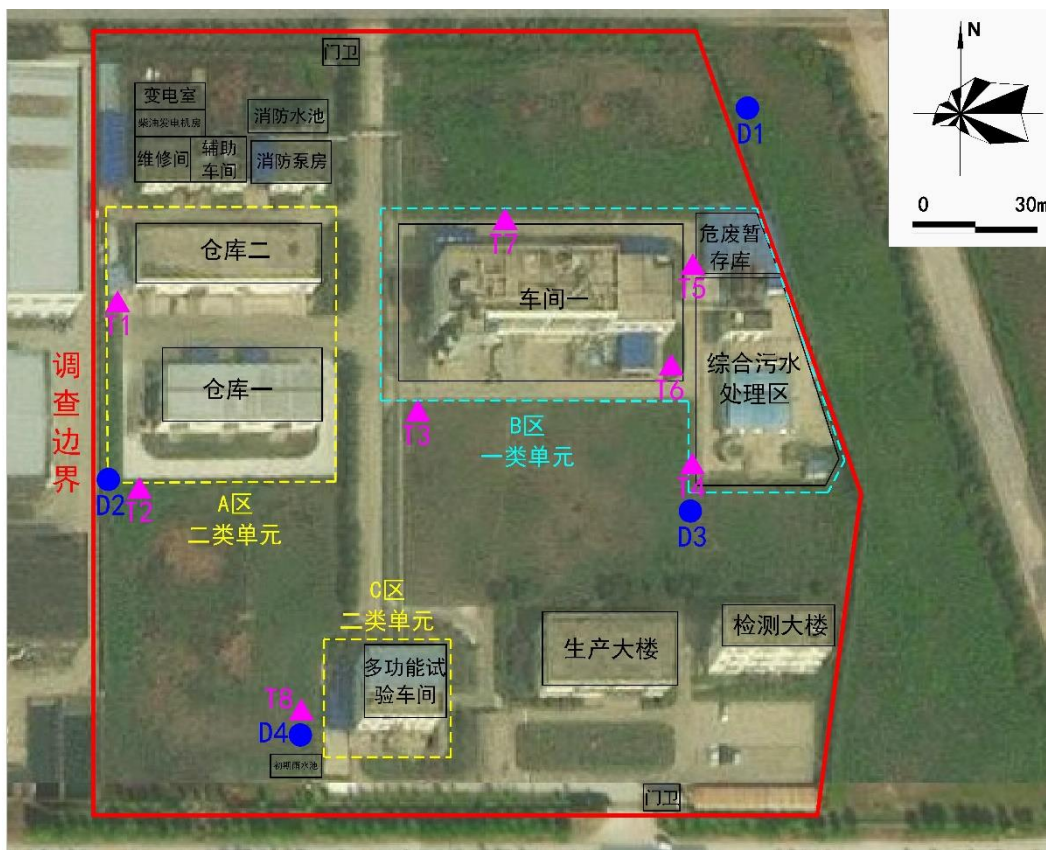 门卫
N
变电室
柴油发电机房
消防水池
维修间
辅助
车间
消防泵房
D1
0
30m
仓库二
T7
危废暂
存库
T5
T1
车间一
仓库一
T6
综合污水
处理区
调
查
边
界
T3
B区
一类单元
T4
D2
T2
A区
二类单元
D3
C区
二类单元
多功能试
验车间
生产大楼
检测大楼
T8
D4
初期雨水池
门卫